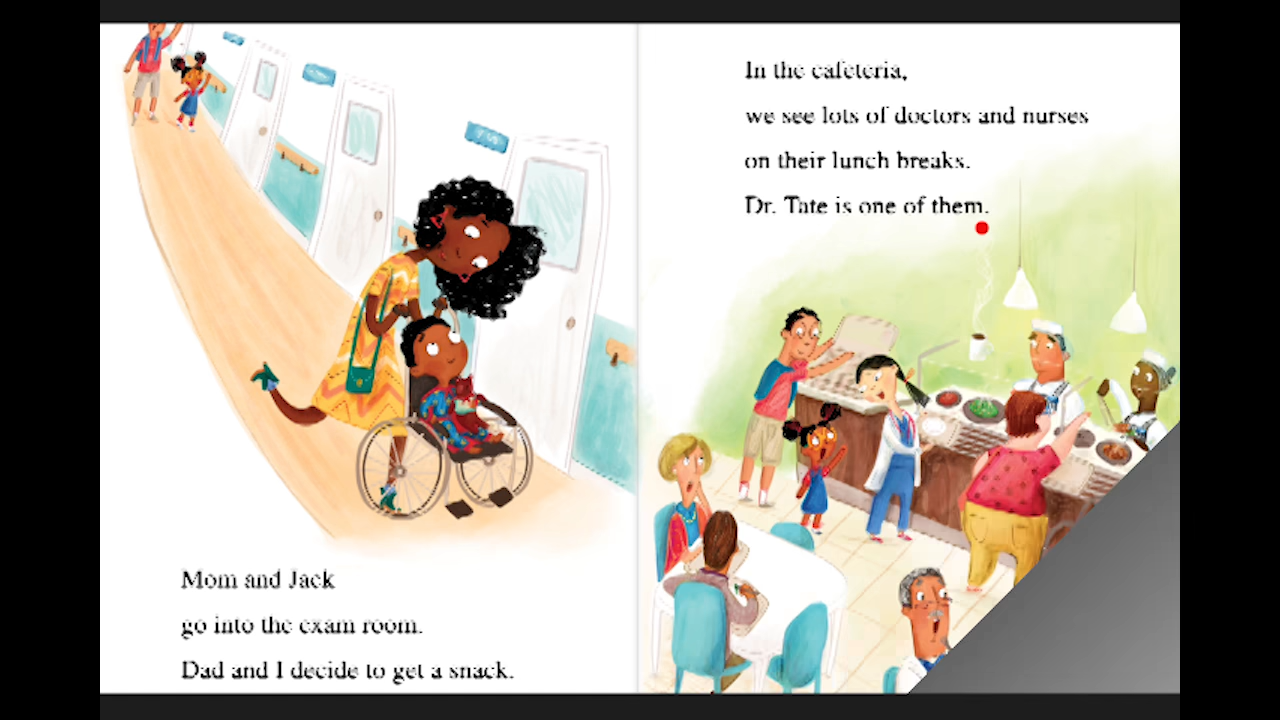 Mom and Jack
go into the exam room.
Dad and I decide to get a snack.
In the cafeteria,
we see lots of doctors and nurses
on their lunch breaks.
Dr. Tate is one of them.